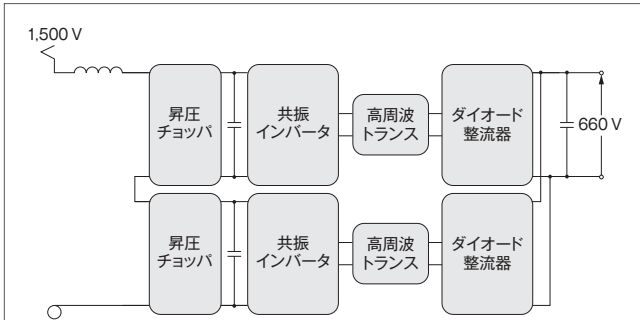 1,500 V
昇圧
チョッパ
共振
インバータ
高周波
トランス
ダイオード
整流器
660 V
昇圧
チョッパ
共振
インバータ
高周波
トランス
ダイオード
整流器